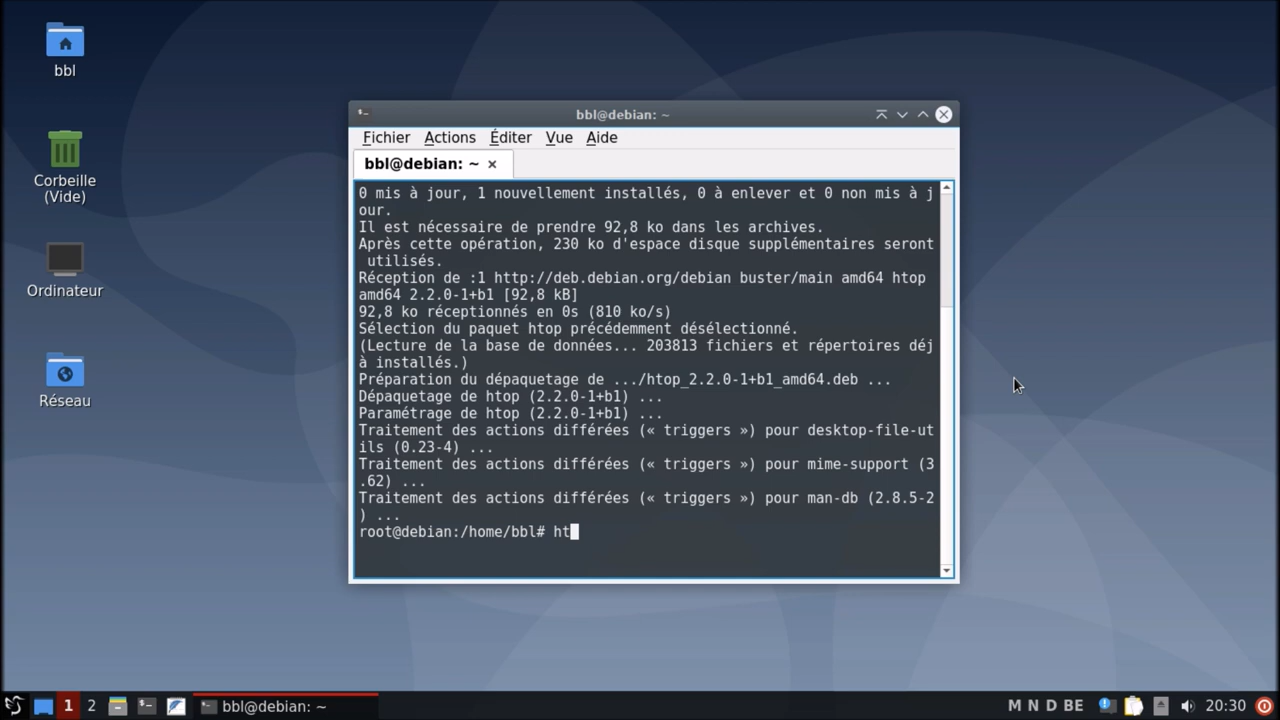 bbl
Corbeille
(Vide)
Ordinateur
Réseau
bbl@debian: ~
Fichier Actions Éditer Vue Aide
bbl@debian: ~
0 mis à jour, 1 nouvellement installés, 0 à enlever et 0 non mis à j
our.
Il est nécessaire de prendre 92,8 ko dans les archives.
Après cette opération, 230 ko d'espace disque supplémentaires seront
utilisés.
Réception de :1 http://deb.debian.org/debian buster/main amd64 htop
amd64 2.2.0-1+b1 [92,8 kB]
92,8 ko réceptionnés en 0s (810 ko/s)
Sélection du paquet htop précédemment désélectionné.
(Lecture de la base de données... 203813 fichiers et répertoires déj
à installés.)
Préparation du dépaquetage de .../htop_2.2.0-1+b1_amd64.deb ...
Dépaquetage de htop (2.2.0-1+b1) ...
Paramétrage de htop (2.2.0-1+b1) ...
Traitement des actions différées (« triggers ») pour desktop-file-ut
ils (0.23-4) ...
Traitement des actions différées (« triggers ») pour mime-support (3
.62) ...
Traitement des actions différées (« triggers ») pour man-db (2.8.5-2
) ...
root@debian:/home/bbl# ht
1 2 bbl@debian: ~ M N D BE 20:30